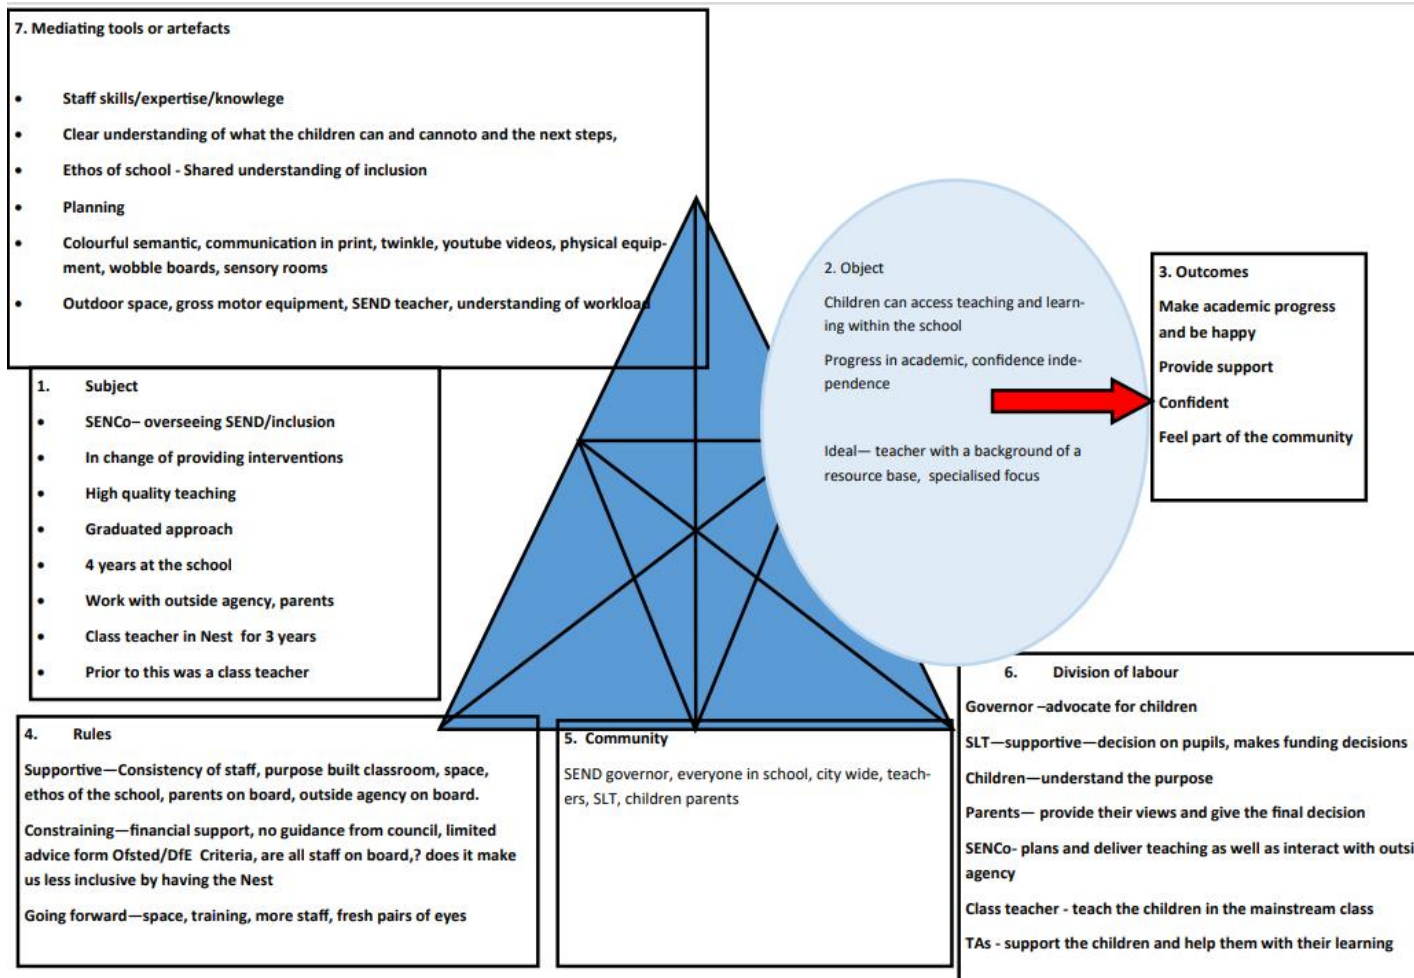 7. Mediating tools or artefacts
• Staff skills/expertise/knowlege
• Clear understanding of what the children can and cannoto and the next steps,
• Ethos of school - Shared understanding of inclusion
• Planning
• Colourful semantic, communication in print, twinkle, youtube videos, physical equip-
ment, wobble boards, sensory rooms
• Outdoor space, gross motor equipment, SEND teacher, understanding of workload
2. Object
Children can access teaching and learn-
ing within the school
Progress in academic, confidence inde-
pendence
Ideal— teacher with a background of a
resource base, specialised focus
3. Outcomes
Make academic progress
and be happy
Provide support
Confident
Feel part of the community
1. Subject
• SENCo– overseeing SEND/inclusion
• In change of providing interventions
• High quality teaching
• Graduated approach
• 4 years at the school
• Work with outside agency, parents
• Class teacher in Nest for 3 years
• Prior to this was a class teacher
4. Rules
Supportive—Consistency of staff, purpose built classroom, space,
ethos of the school, parents on board, outside agency on board.
Constraining—financial support, no guidance from council, limited
advice form Ofsted/DfE Criteria, are all staff on board,? does it make
us less inclusive by having the Nest
Going forward—space, training, more staff, fresh pairs of eyes
5. Community
SEND governor, everyone in school, city wide, teach-
ers, SLT, children parents
6. Division of labour
Governor –advocate for children
SLT—supportive—decision on pupils, makes funding decisions
Children—understand the purpose
Parents— provide their views and give the final decision
SENCo- plans and deliver teaching as well as interact with outsi
agency
Class teacher - teach the children in the mainstream class
TAs - support the children and help them with their learning